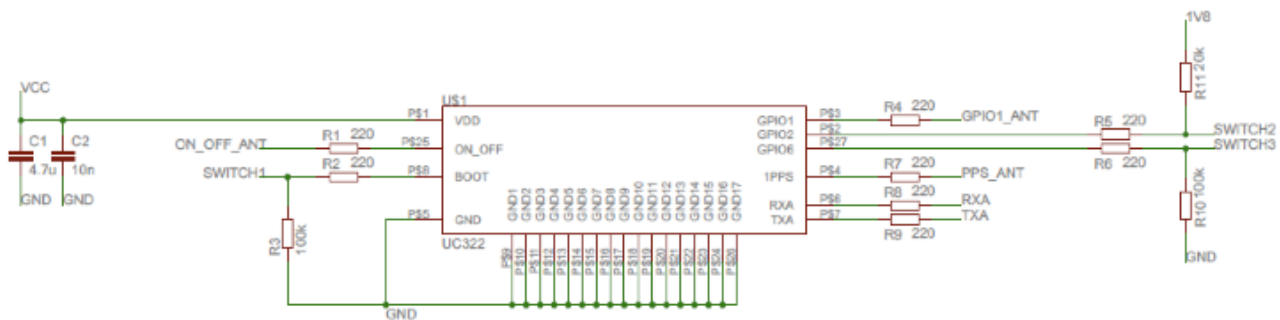 1V8
R11 20k
VCC
C1
4.7u
C2
10n
GND
GND
ON_OFF_ANT
R1 220
SWITCH1
R2 220
R3
100k
P$1
P$25
P$8
P$5
U$1
VDD
ON_OFF
BOOT
GND
UC322
GND1
GND2
GND3
GND4
GND5
GND6
GND7
GND8
GND9
GND10
GND11
GND12
GND13
GND14
GND15
GND16
GND17
P$9
P$10
P$11
P$12
P$13
P$14
P$15
P$16
P$17
P$18
P$19
P$20
P$21
P$22
P$23
P$24
P$26
GND
GPIO1
GPIO2
GPIO6
1PPS
RXA
TXA
P$3
P$2
P$27
P$4
P$6
P$7
R4 220
GPIO1_ANT
R5 220
SWITCH2
SWITCH3
R6 220
R7 220
PPS_ANT
R8 220
RXA
TXA
R9 220
R10 100k
GND